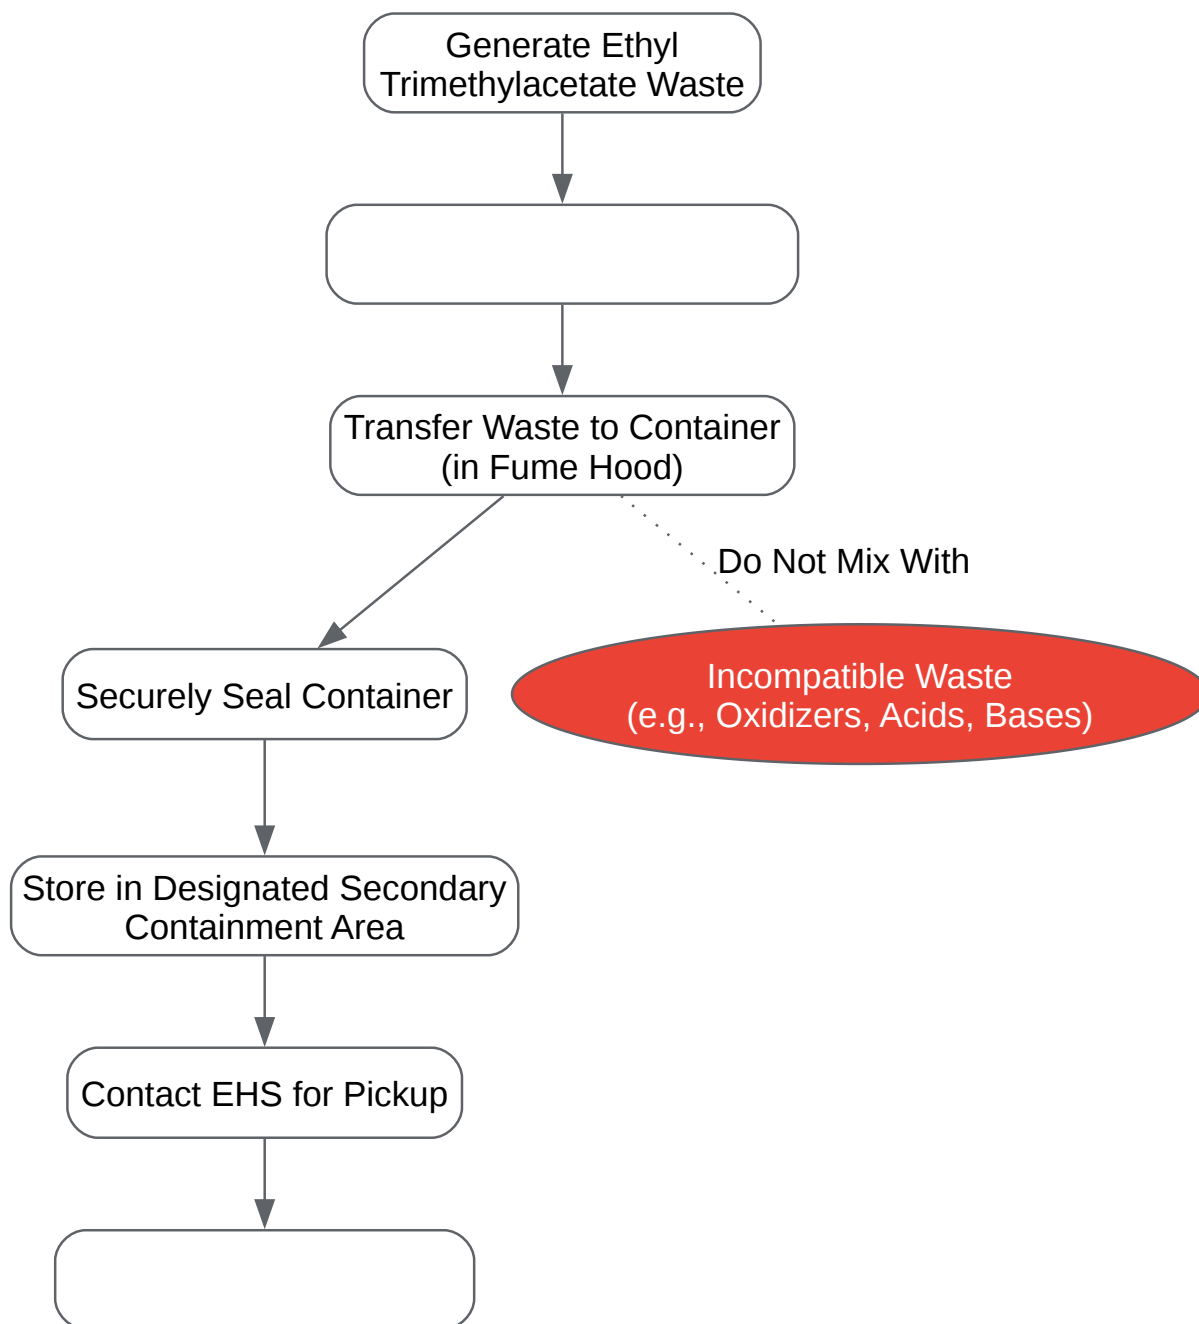 Generate Ethyl
Trimethylacetate Waste
Transfer Waste to Container
(in Fume Hood)
Do Not Mix With
Securely Seal Container
Incompatible Waste
(e.g., Oxidizers, Acids, Bases)
Store in Designated Secondary
Containment Area
Contact EHS for Pickup